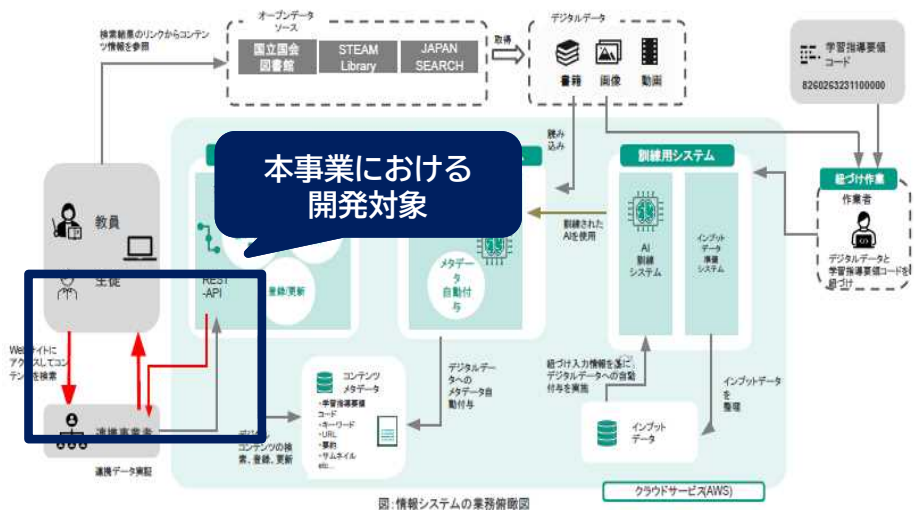 検索結果のリンクからコンテン
ツ情報を参照
オープンデータ
ソース
国立国会
図書館
STEAM
Library
JAPAN
SEARCH
取得
デジタルデータ
書籍
画像
動画
学習指導要領
コード
8260263231100000
本事業における
開発対象
読み
込み
訓練用システム
紐づけ作業
作業者
デジタルデータと
学習指導要領コードを
紐づけ
教員
生徒
REST
-API
登録/更新
メタデー
タ
自動付
与
訓練された
AIを使用
AI
訓練
システム
インプット
データ
準備
システム
Webサイトに
アクセスしてコン
テンツを検索
連携事業者
連携データ実証
コンテンツの検
索、登録、更新
コンテンツ
メタデータ
・学習指導要領
コード
・キーワード
・URL
・要約
・サムネイル
etc...
デジタルデー
タへの
メタデータ自
動付与
紐づけ入力情報を基に
デジタルデータへの自動
付与を実施
インプットデータ
を
整理
インプット
データ
クラウドサービス(AWS)
図:情報システムの業務俯瞰図